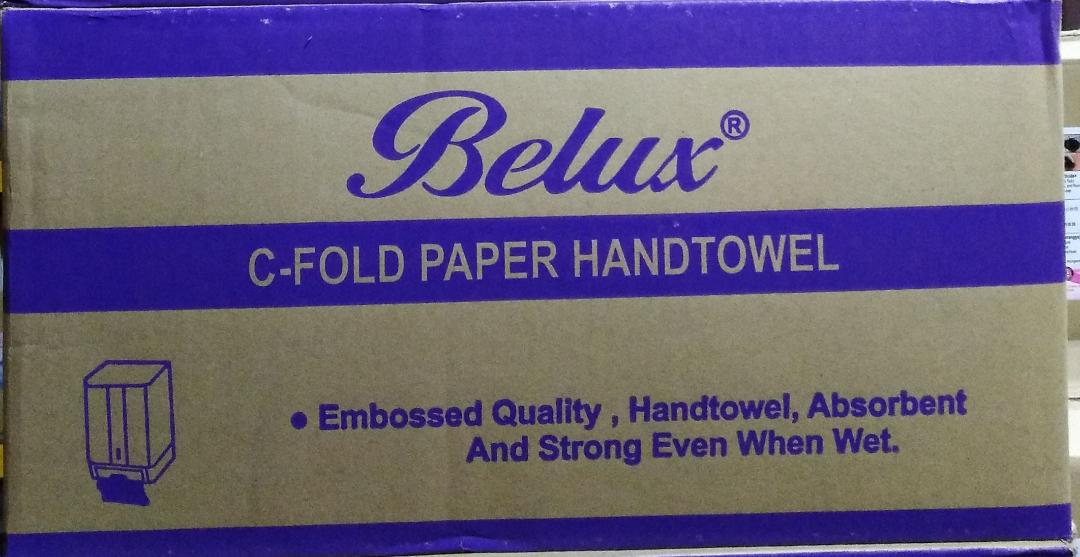 Belux®
C-FOLD PAPER HANDTOWEL
● Embossed Quality , Handtowel, Absorbent
And Strong Even When Wet.